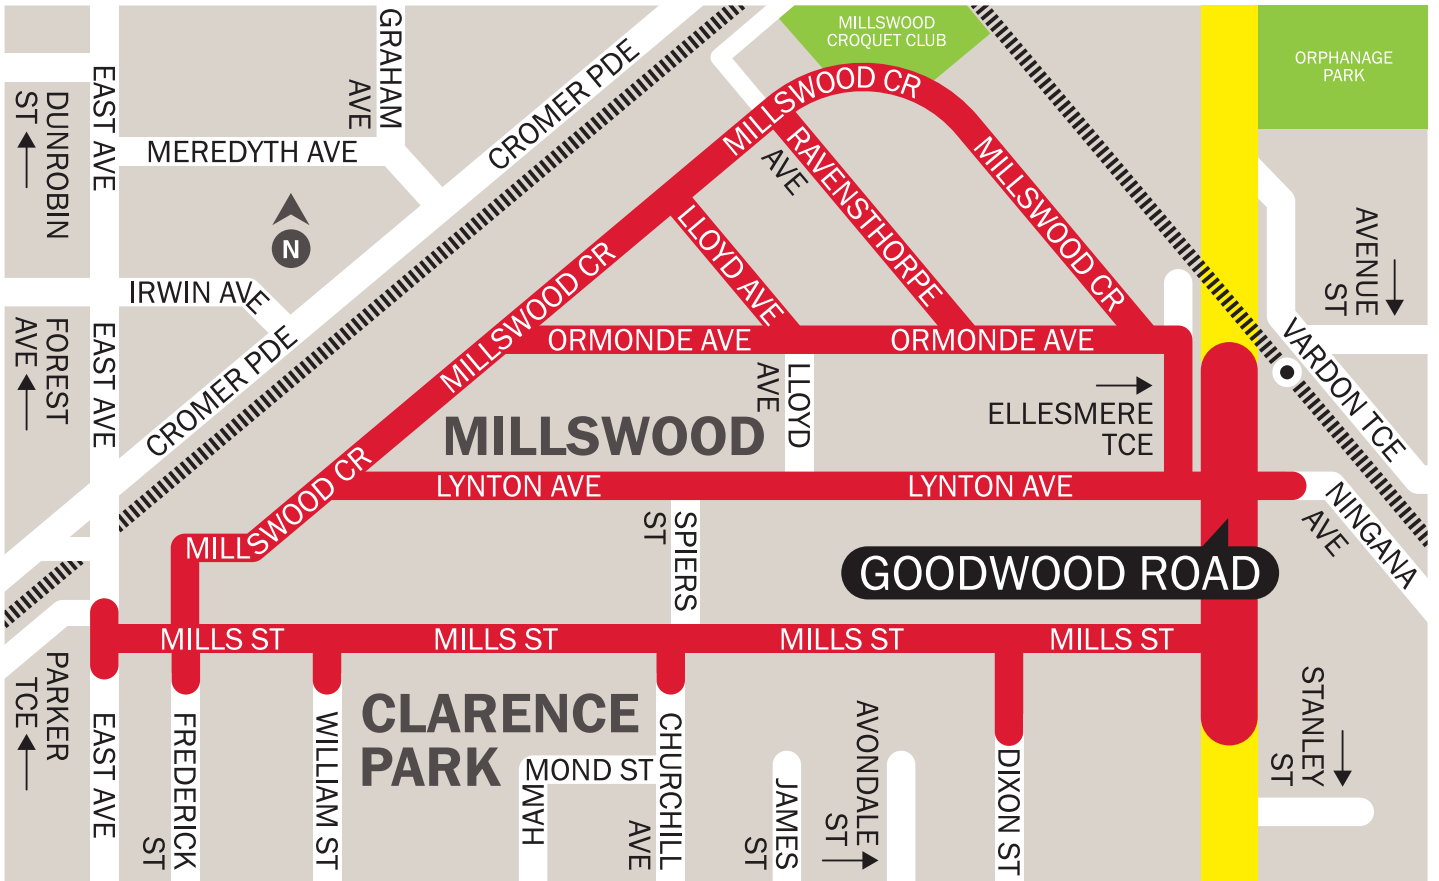 MILLSWOOD
CROQUET CLUB
ORPHANAGE
PARK
GRAHAM
AVE
EAST AVE
DUNROBIN
ST
MEREDYTH AVE
CROMER PDE
MILLSWOOD CR
RAVENSTHORPE
AVE
MILLSWOOD CR
MILLSWOOD CR
N
LLOYD AVE
AVENUE
ST
IRWIN AVE
MILLSWOOD CR
FOREST
AVE
EAST AVE
CROMER PDE
ORMONDE AVE
ORMONDE AVE
VARDON TCE
MILLSWOOD CR
LLOYD
AVE
ELLESMERE
TCE
MILLSWOOD
LYNTON AVE
LYNTON AVE
NINGANA
AVE
SPIERS
ST
GOODWOOD ROAD
MILLS ST
MILLS ST
MILLS ST
MILLS ST
PARKER
TCE
EAST AVE
FREDERICK
ST
WILLIAM ST
CLARENCE
PARK
HAM
MOND ST
CHURCHILL
AVE
JAMES
ST
AVONDALE
ST
DIXON ST
STANLEY
ST